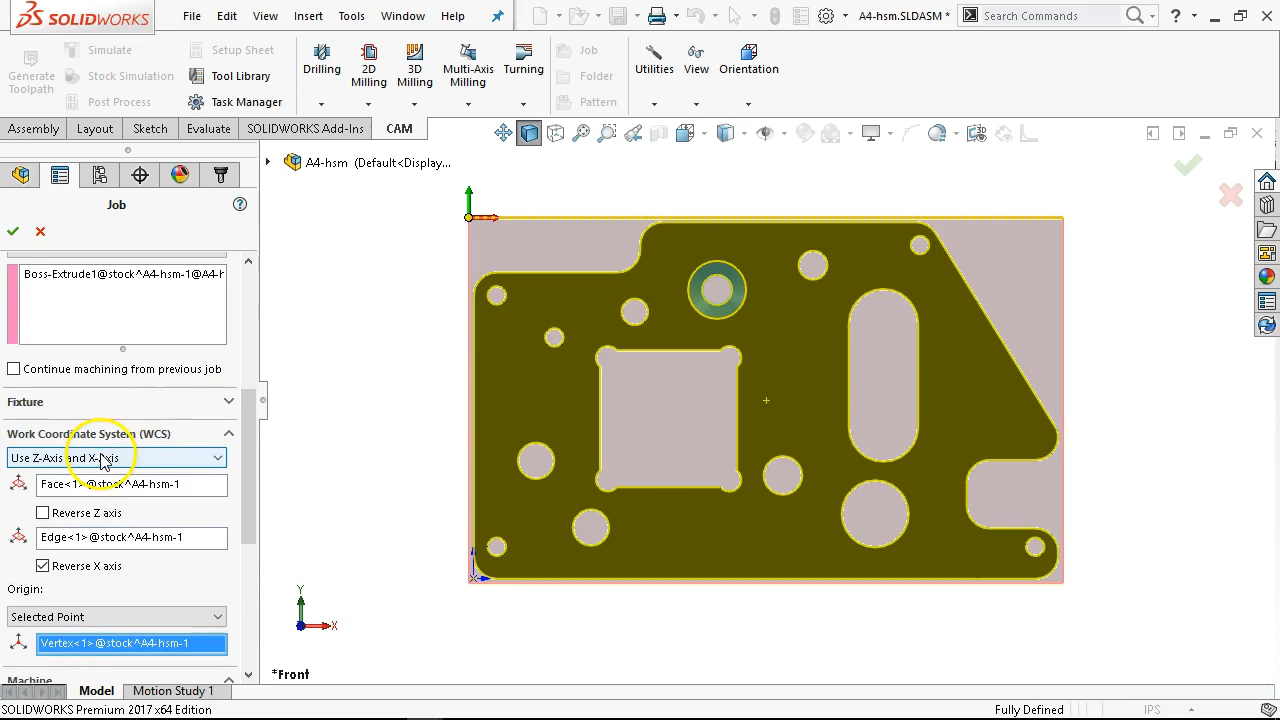 SOLIDWORKS
File Edit View Insert Tools Window Help
A4-hsm.SLDASM *
Search Commands
Generate Toolpath
Simulate
Stock Simulation
Post Process
Setup Sheet
Tool Library
Task Manager
Drilling
2D Milling
3D Milling
Multi-Axis Milling
Turning
Job
Folder
Pattern
Utilities
View
Orientation
Assembly Layout Sketch Evaluate SOLIDWORKS Add-Ins CAM
A4-hsm (Default<Display...
Job
Boss-Extrude1@stock^A4-hsm-1@A4-h
Continue machining from previous job
Fixture
Work Coordinate System (WCS)
Use Z-Axis and X-Axis
Face<1>@stock^A4-hsm-1
Reverse Z axis
Edge<1>@stock^A4-hsm-1
Reverse X axis
Origin:
Selected Point
Vertex<1>@stock^A4-hsm-1
Machine
Y
X
*Front
Model Motion Study 1
SOLIDWORKS Premium 2017 x64 Edition
Fully Defined
IPS